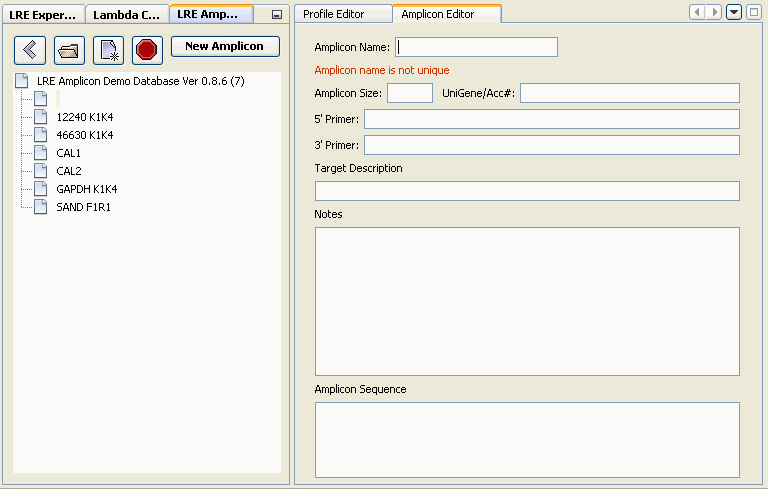 LRE Exper...
Lambda C...
LRE Amp...
New Amplicon
LRE Amplicon Demo Database Ver 0.8.6 (7)
12240 K1K4
46630 K1K4
CAL1
CAL2
GAPDH K1K4
SAND F1R1
Profile Editor
Amplicon Editor
Amplicon Name:
Amplicon name is not unique
Amplicon Size:
UniGene/Acc#:
5' Primer:
3' Primer:
Target Description
Notes
Amplicon Sequence